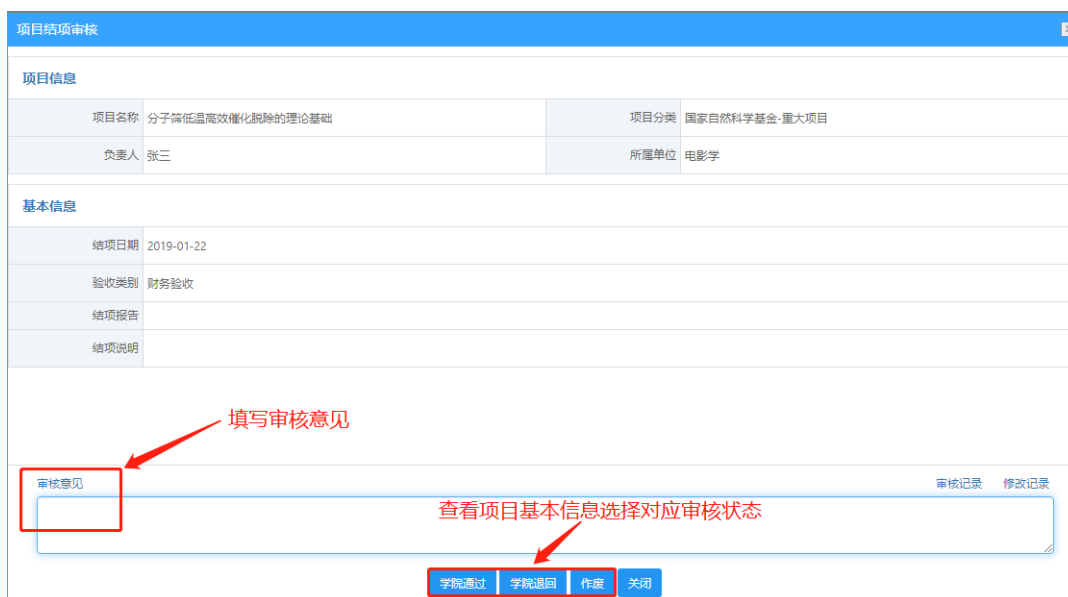 项目结项审核
项目信息
项目名称 分子筛低温高效催化脱除的理论基础 项目分类 国家自然科学基金-重大项目
负责人 张三 所属单位 电影学
基本信息
结项日期 2019-01-22
验收类别 财务验收
结项报告
结项说明
填写审核意见
审核意见 审核记录 修改记录
查看项目基本信息选择对应审核状态
学院通过 学院退回 作废 关闭